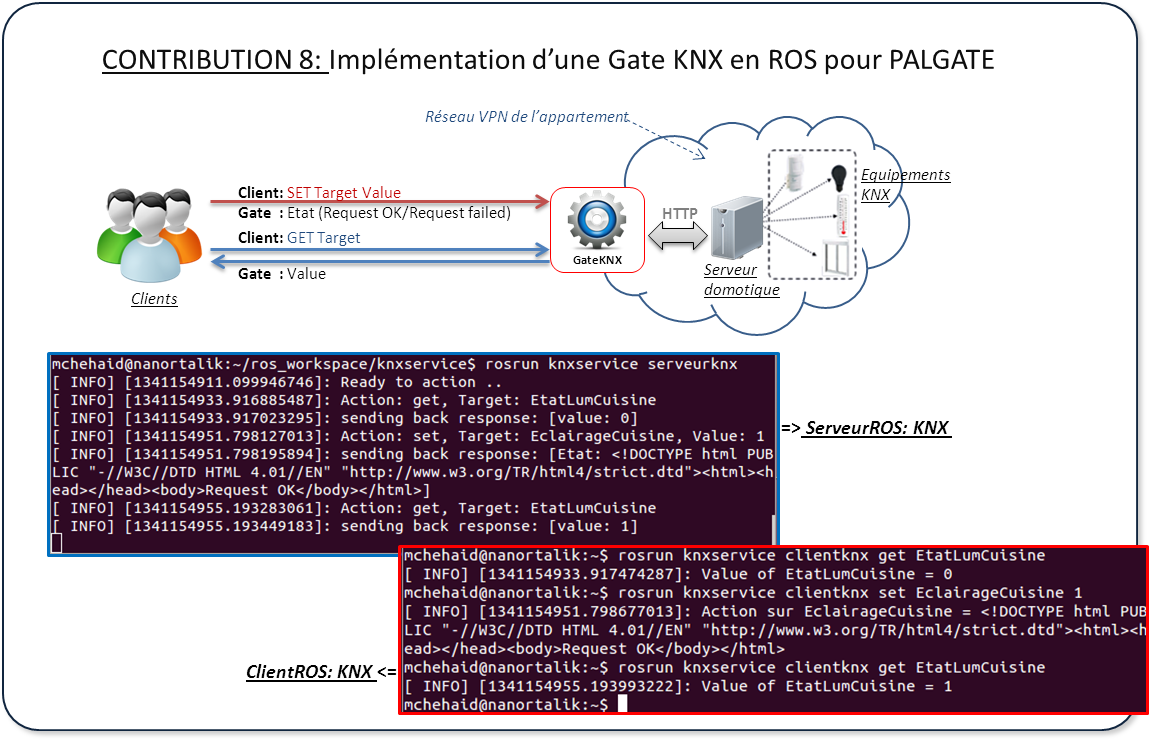 CONTRIBUTION 8: Implémentation d’une Gate KNX en ROS pour PALGATE
Réseau VPN de l’appartement
Client: SET Target Value
Gate : Etat (Request OK/Request failed)
Client: GET Target
Gate : Value
Clients
GateKNX
HTTP
Serveur
domotique
Equipements
KNX
mchehaid@nanortalik:~/ros_workspace/knxservice$ rosrun knxservice serveurknx
[ INFO] [1341154911.099946746]: Ready to action ..
[ INFO] [1341154933.916885487]: Action: get, Target: EtatLumCuisine
[ INFO] [1341154933.917023295]: sending back response: [value: 0]
[ INFO] [1341154951.798127013]: Action: set, Target: EclairageCuisine, Value: 1
[ INFO] [1341154951.798195894]: sending back response: [Etat: <!DOCTYPE html PUB
LIC "-//W3C//DTD HTML 4.01//EN" "http://www.w3.org/TR/html4/strict.dtd"><html><h
ead></head><body>Request OK</body></html>]
[ INFO] [1341154955.193283061]: Action: get, Target: EtatLumCuisine
[ INFO] [1341154955.193449183]: sending back response: [value: 1]
=> ServeurROS: KNX
mchehaid@nanortalik:~$ rosrun knxservice clientknx get EtatLumCuisine
[ INFO] [1341154933.917474287]: Value of EtatLumCuisine = 0
mchehaid@nanortalik:~$ rosrun knxservice clientknx set EclairageCuisine 1
[ INFO] [1341154951.798677013]: Action sur EclairageCuisine = <!DOCTYPE html PUB
LIC "-//W3C//DTD HTML 4.01//EN" "http://www.w3.org/TR/html4/strict.dtd"><html><h
ead></head><body>Request OK</body></html>
mchehaid@nanortalik:~$ rosrun knxservice clientknx get EtatLumCuisine
[ INFO] [1341154955.193993222]: Value of EtatLumCuisine = 1
mchehaid@nanortalik:~$
ClientROS: KNX <=